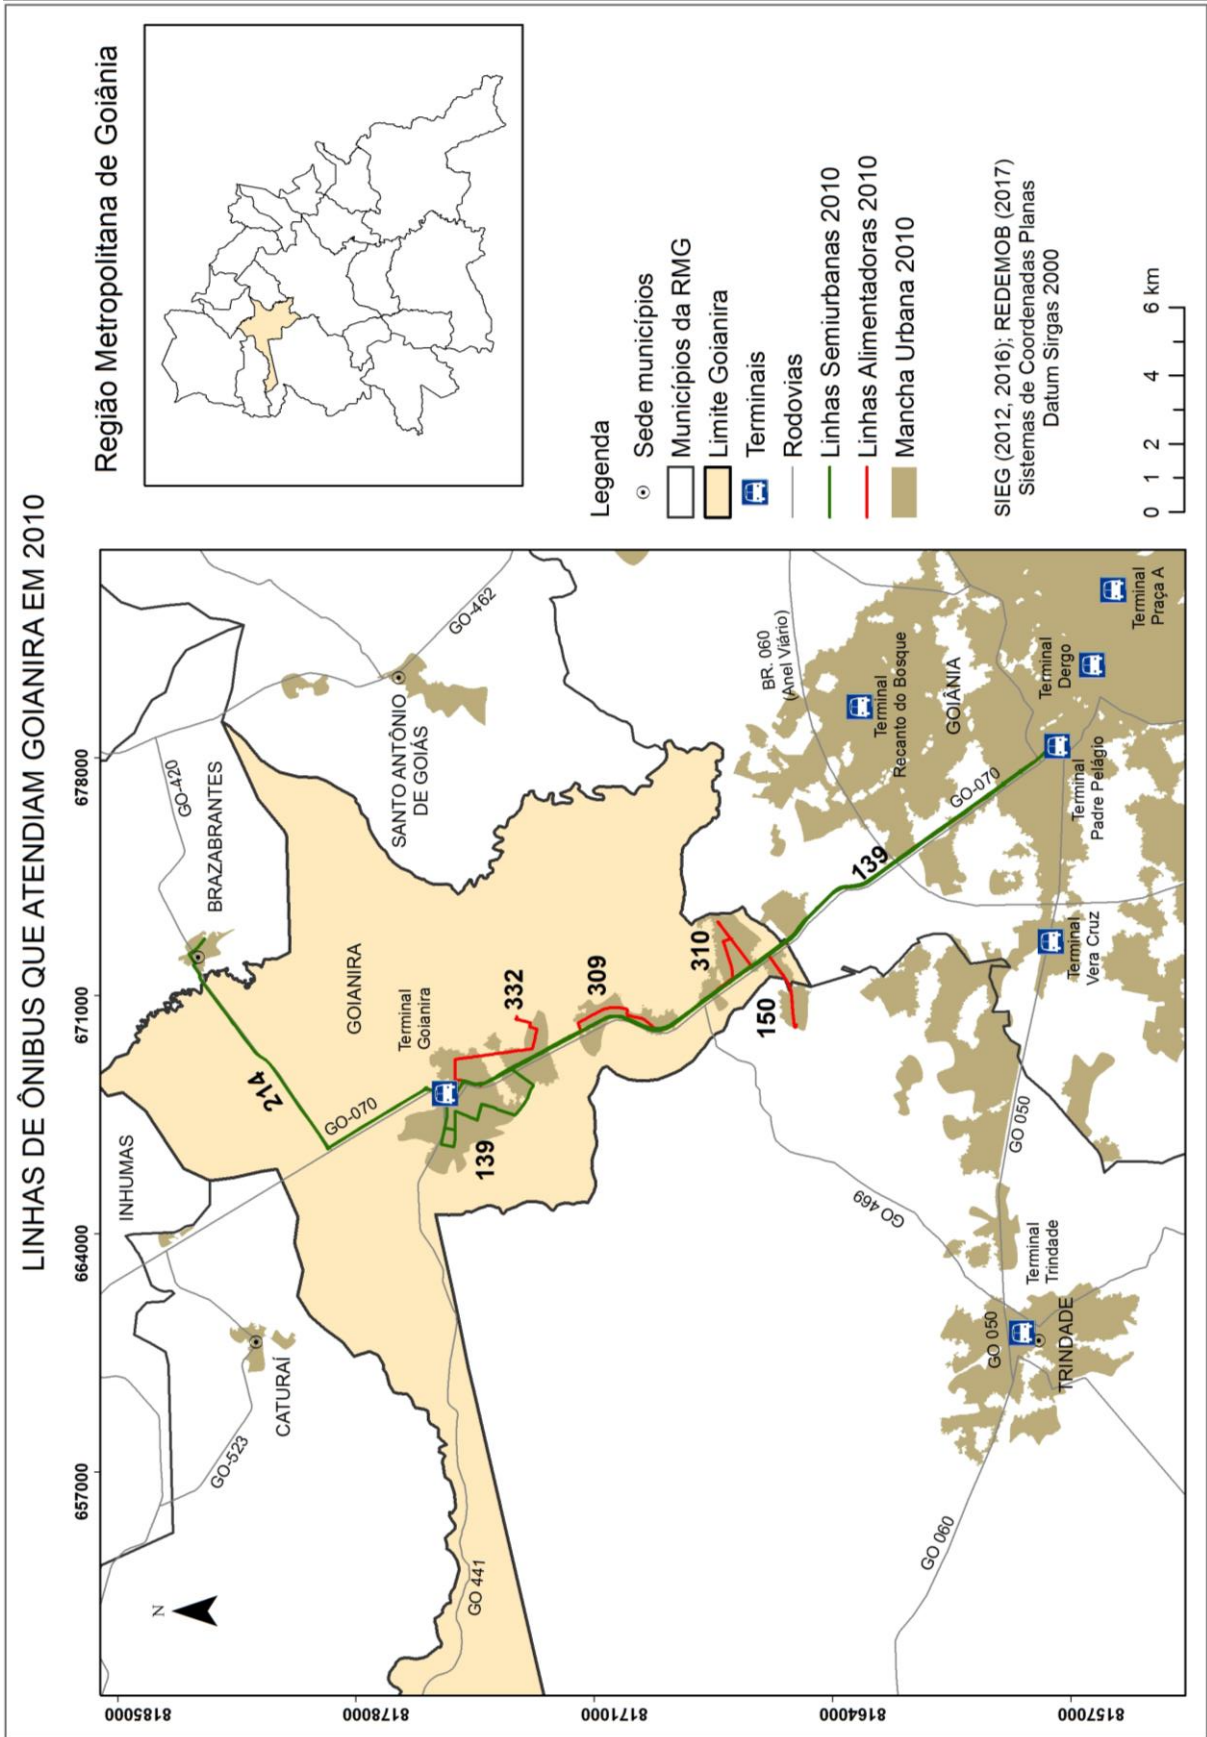 LINHAS DE ÔNIBUS QUE ATENDIAM GOIANIRA EM 2010
657000
664000
671000
678000
8185000
8178000
8171000
8164000
8157000
N
INHUMAS
GO-523
CATURAÍ
GO 441
GO-070
214
BRAZABRANTES
GO-420
GOIANIRA
Terminal
Goianira
139
332
309
310
150
SANTO ANTÔNIO
DE GOIÁS
GO-462
BR. 060
(Anel Viário)
Terminal
Recanto do Bosque
GOIÂNIA
139
GO-070
Terminal
Padre Pelágio
Terminal
Dergo
Terminal
Praça A
Terminal
Vera Cruz
GO 050
GO 469
Terminal
Trindade
GO 050
TRINDADE
GO 060
Região Metropolitana de Goiânia
Legenda
Sede municípios
Municípios da RMG
Limite Goianira
Terminais
Rodovias
Linhas Semiurbanas 2010
Linhas Alimentadoras 2010
Mancha Urbana 2010
SIEG (2012, 2016); REDEMOB (2017)
Sistemas de Coordenadas Planas
Datum Sirgas 2000
0 1 2 4 6 km